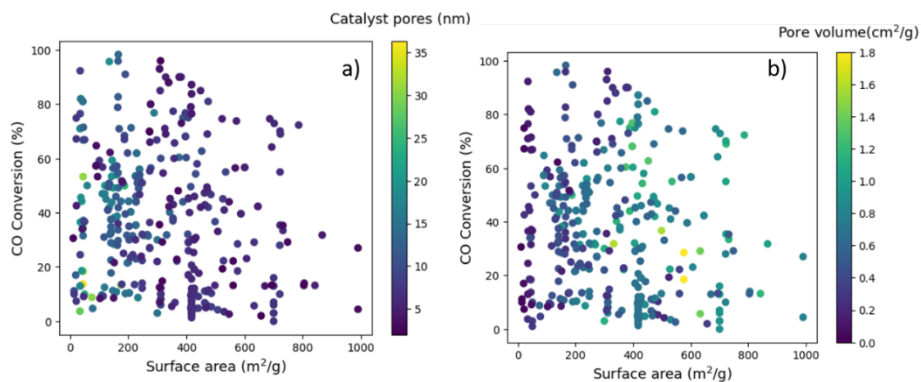 Catalyst pores (nm)
a)
100
80
60
40
20
0
CO Conversion (%)
0 200 400 600 800 1000
Surface area (m²/g)
35
30
25
20
15
10
5
Pore volume(cm²/g)
b)
100
80
60
40
20
0
CO Conversion (%)
0 200 400 600 800 1000
Surface area (m²/g)
1.8
1.6
1.4
1.2
1.0
0.8
0.6
0.4
0.2
0.0